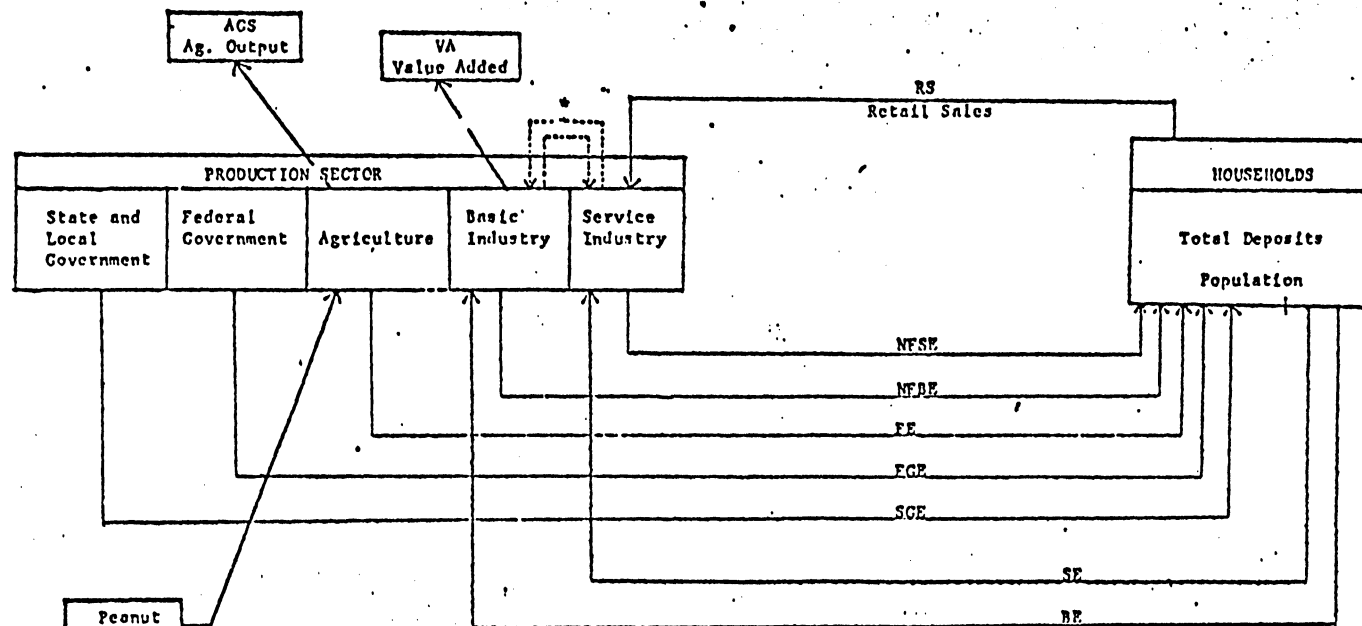 AGS
Ag. Output
VA
Value Added
*
RS
Retail Sales
PRODUCTION SECTOR
HOUSEHOLDS
State and
Local
Government
Federal
Government
Agriculture
Basic
Industry
Service
Industry
Total Deposits
Population
NFSE
NFBE
FE
FGE
SGE
SE
BE
Peanut